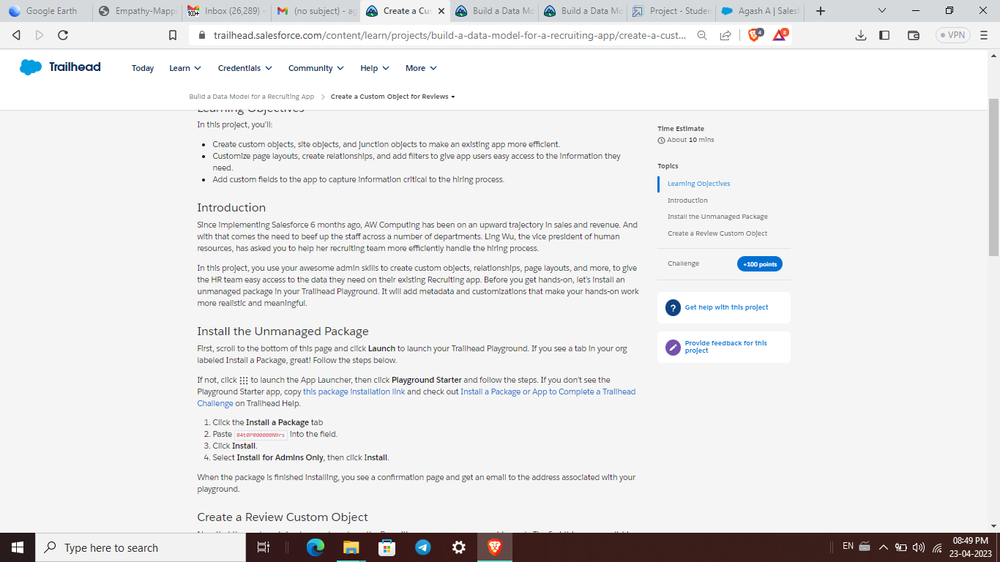 Google Earth
Empathy-Mapp
100+
Inbox (26,289) -
(no subject) - ag
Create a Cus
Build a Data Mo
Build a Data Mo
Project - Studen
Agash A | Salesf
trailhead.salesforce.com/content/learn/projects/build-a-data-model-for-a-recruiting-app/create-a-cust...
4
8
VPN
Trailhead
Today
Learn
Credentials
Community
Help
More
Build a Data Model for a Recruiting App
Create a Custom Object for Reviews
Learning Objectives
In this project, you'll:
Create custom objects, site objects, and junction objects to make an existing app more efficient.
Customize page layouts, create relationships, and add filters to give app users easy access to the information they
need.
Add custom fields to the app to capture information critical to the hiring process.
Introduction
Since implementing Salesforce 6 months ago, AW Computing has been on an upward trajectory in sales and revenue. And
with that comes the need to beef up the staff across a number of departments. Ling Wu, the vice president of human
resources, has asked you to help her recruiting team more efficiently handle the hiring process.
In this project, you use your awesome admin skills to create custom objects, relationships, page layouts, and more, to give
the HR team easy access to the data they need on their existing Recruiting app. Before you get hands-on, let's install an
unmanaged package in your Trailhead Playground. It will add metadata and customizations that make your hands-on work
more realistic and meaningful.
Install the Unmanaged Package
First, scroll to the bottom of this page and click Launch to launch your Trailhead Playground. If you see a tab in your org
labeled Install a Package, great! Follow the steps below.
If not, click to launch the App Launcher, then click Playground Starter and follow the steps. If you don't see the
Playground Starter app, copy this package installation link and check out Install a Package or App to Complete a Trailhead
Challenge on Trailhead Help.
1. Click the Install a Package tab
2. Paste 04t0P000000N9rs into the field.
3. Click Install.
4. Select Install for Admins Only, then click Install.
When the package is finished installing, you see a confirmation page and get an email to the address associated with your
playground.
Create a Review Custom Object
Time Estimate
About 10 mins
Topics
Learning Objectives
Introduction
Install the Unmanaged Package
Create a Review Custom Object
Challenge
+100 points
? Get help with this project
Provide feedback for this
project
Type here to search
EN
08:49 PM
23-04-2023